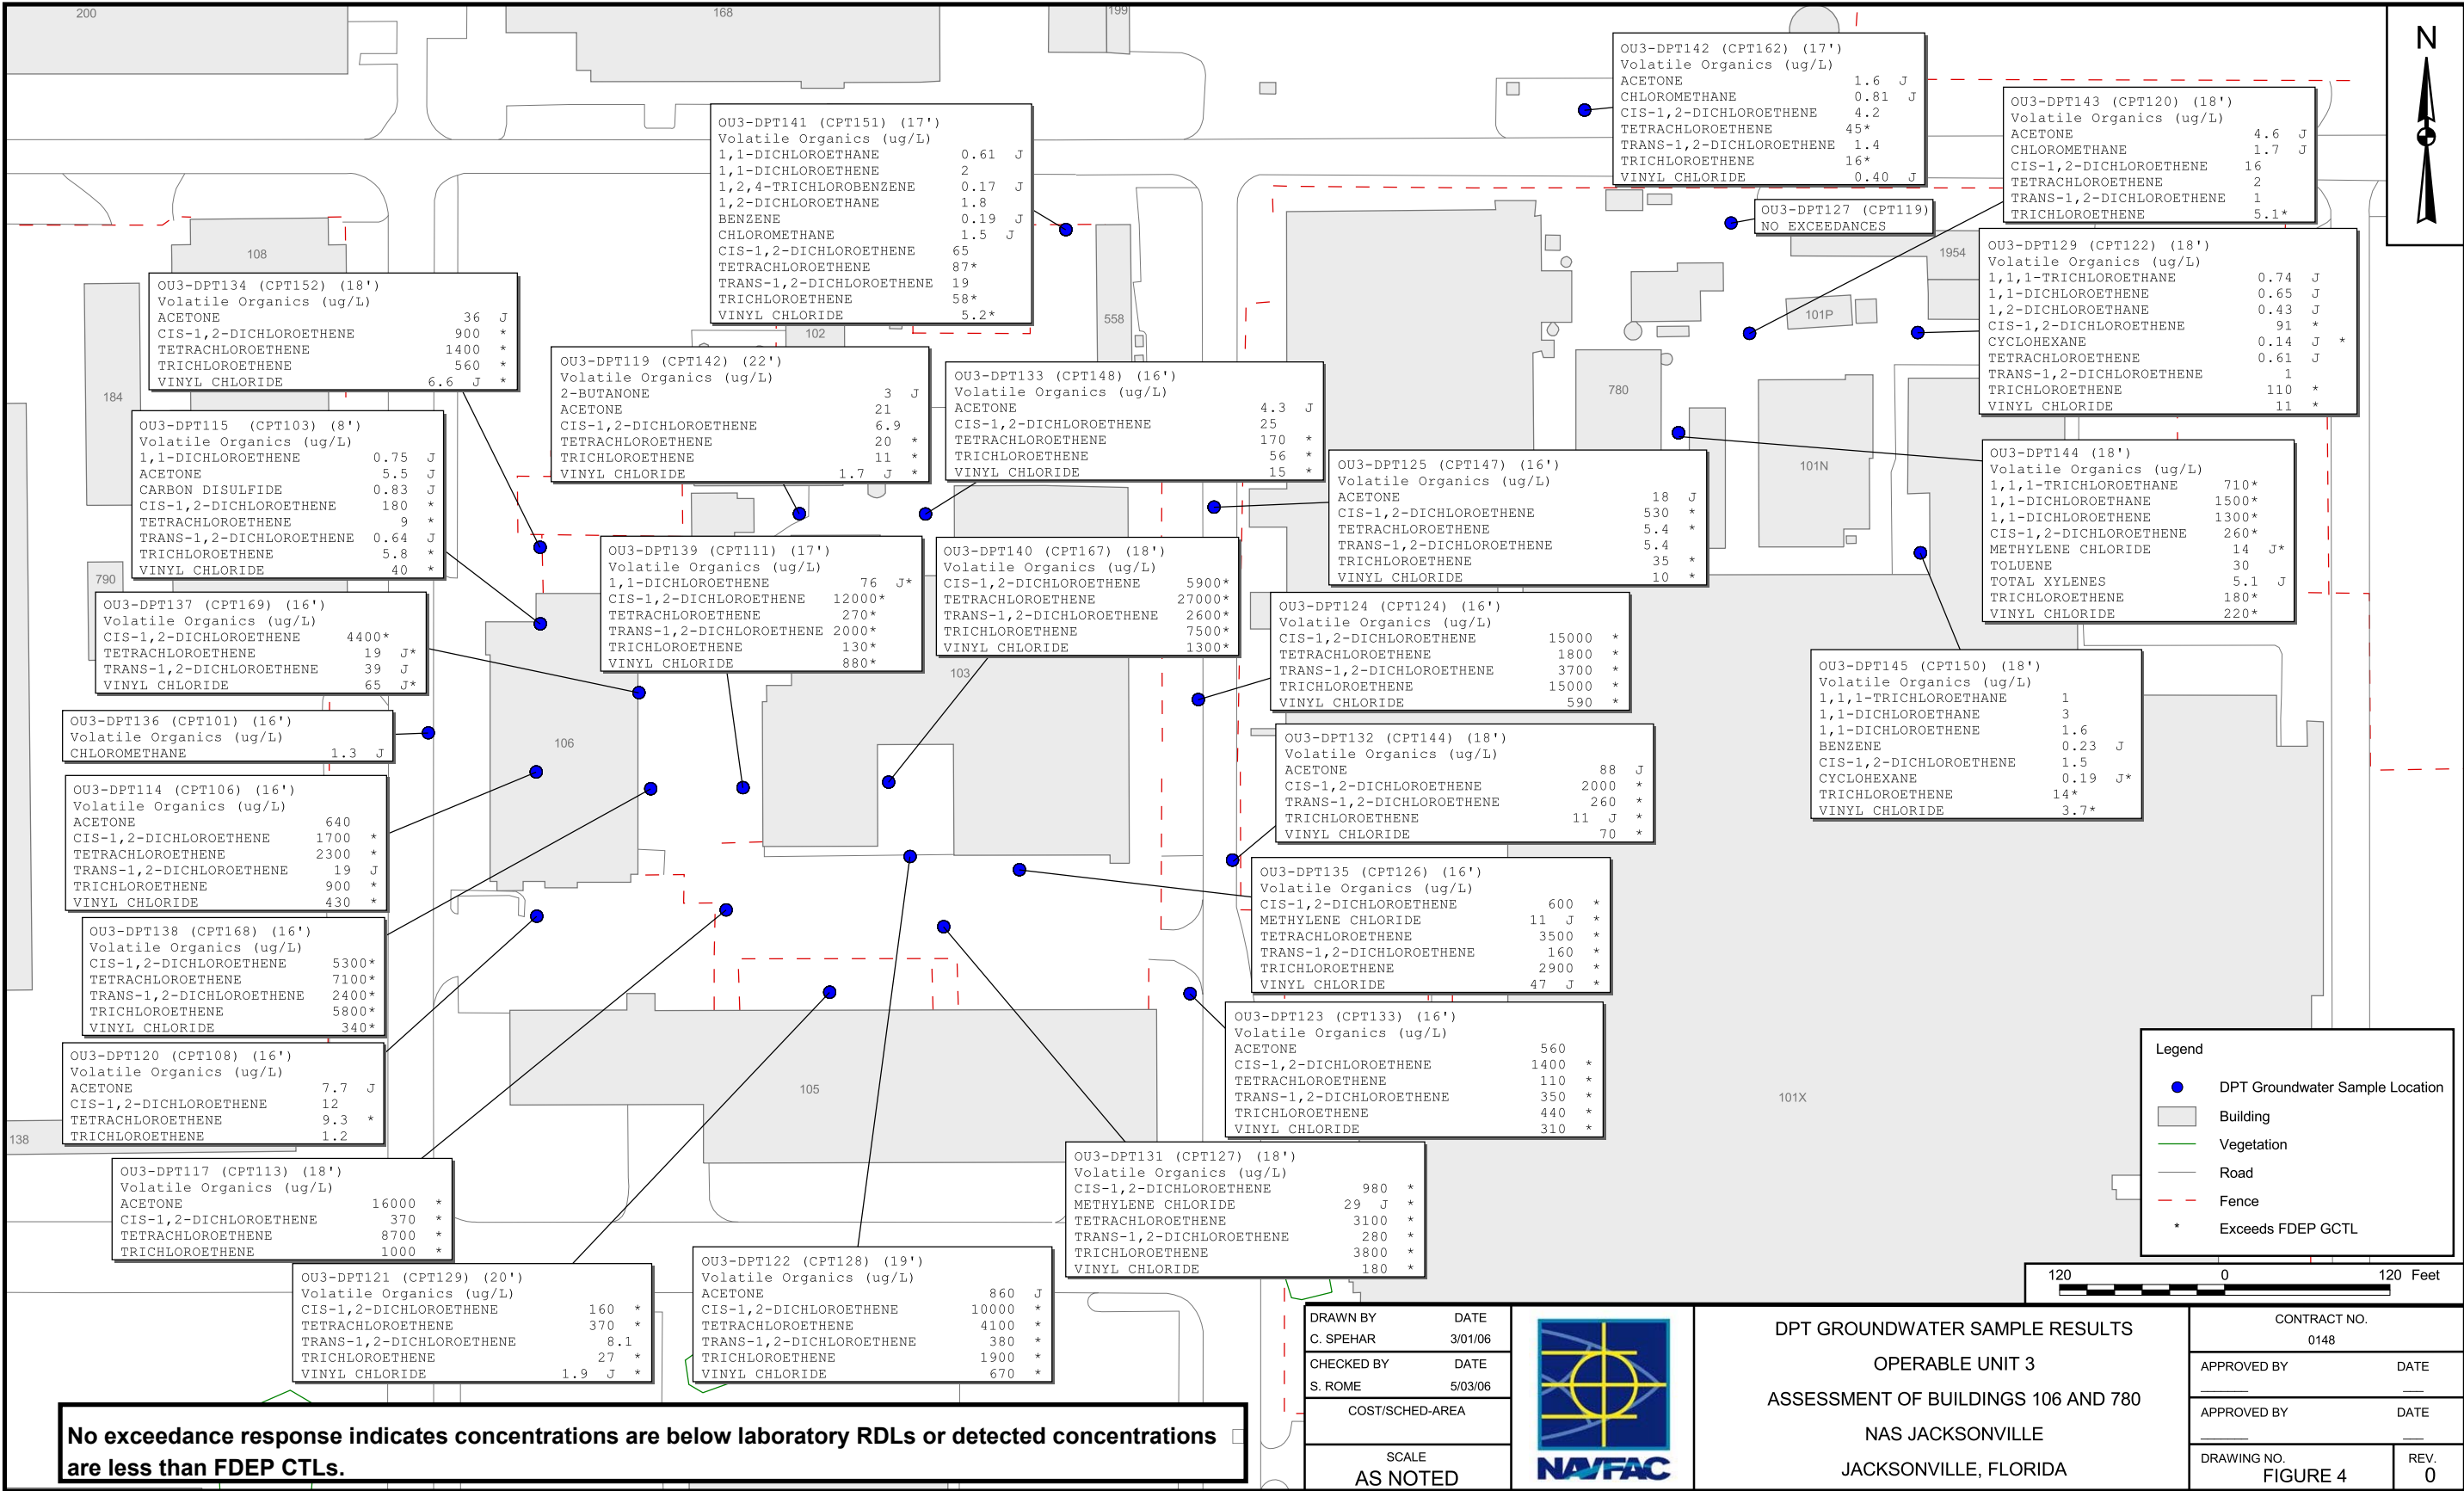 200
168
199
N
OU3-DPT142 (CPT162) (17')
Volatile Organics (ug/L)
ACETONE 1.6 J
CHLOROMETHANE 0.81 J
CIS-1,2-DICHLOROETHENE 4.2
TETRACHLOROETHENE 45*
TRANS-1,2-DICHLOROETHENE 1.4
TRICHLOROETHENE 16*
VINYL CHLORIDE 0.40 J
OU3-DPT143 (CPT120) (18')
Volatile Organics (ug/L)
ACETONE 4.6 J
CHLOROMETHANE 1.7 J
CIS-1,2-DICHLOROETHENE 16
TETRACHLOROETHENE 2
TRANS-1,2-DICHLOROETHENE 1
TRICHLOROETHENE 5.1*
OU3-DPT141 (CPT151) (17')
Volatile Organics (ug/L)
1,1-DICHLOROETHANE 0.61 J
1,1-DICHLOROETHENE 2
1,2,4-TRICHLOROBENZENE 0.17 J
1,2-DICHLOROETHANE 1.8
BENZENE 0.19 J
CHLOROMETHANE 1.5 J
CIS-1,2-DICHLOROETHENE 65
TETRACHLOROETHENE 87*
TRANS-1,2-DICHLOROETHENE 19
TRICHLOROETHENE 58*
VINYL CHLORIDE 5.2*
OU3-DPT127 (CPT119)
NO EXCEEDANCES
1954
101P
OU3-DPT129 (CPT122) (18')
Volatile Organics (ug/L)
1,1,1-TRICHLOROETHANE 0.74 J
1,1-DICHLOROETHENE 0.65 J
1,2-DICHLOROETHANE 0.43 J
CIS-1,2-DICHLOROETHENE 91 *
CYCLOHEXANE 0.14 J *
TETRACHLOROETHENE 0.61 J
TRANS-1,2-DICHLOROETHENE 1
TRICHLOROETHENE 110 *
VINYL CHLORIDE 11 *
108
OU3-DPT134 (CPT152) (18')
Volatile Organics (ug/L)
ACETONE 36 J
CIS-1,2-DICHLOROETHENE 900 *
TETRACHLOROETHENE 1400 *
TRICHLOROETHENE 560 *
VINYL CHLORIDE 6.6 J *
102
558
184
780
101N
OU3-DPT119 (CPT142) (22')
Volatile Organics (ug/L)
2-BUTANONE 3 J
ACETONE 21
CIS-1,2-DICHLOROETHENE 6.9
TETRACHLOROETHENE 20 *
TRICHLOROETHENE 11 *
VINYL CHLORIDE 1.7 J *
OU3-DPT133 (CPT148) (16')
Volatile Organics (ug/L)
ACETONE 4.3 J
CIS-1,2-DICHLOROETHENE 25
TETRACHLOROETHENE 170 *
TRICHLOROETHENE 56 *
VINYL CHLORIDE 15 *
OU3-DPT115 (CPT103) (8')
Volatile Organics (ug/L)
1,1-DICHLOROETHENE 0.75 J
ACETONE 5.5 J
CARBON DISULFIDE 0.83 J
CIS-1,2-DICHLOROETHENE 180 *
TETRACHLOROETHENE 9 *
TRANS-1,2-DICHLOROETHENE 0.64 J
TRICHLOROETHENE 5.8 *
VINYL CHLORIDE 40 *
OU3-DPT125 (CPT147) (16')
Volatile Organics (ug/L)
ACETONE 18 J
CIS-1,2-DICHLOROETHENE 530 *
TETRACHLOROETHENE 5.4 *
TRANS-1,2-DICHLOROETHENE 5.4
TRICHLOROETHENE 35 *
VINYL CHLORIDE 10 *
OU3-DPT144 (18')
Volatile Organics (ug/L)
1,1,1-TRICHLOROETHANE 710*
1,1-DICHLOROETHANE 1500*
1,1-DICHLOROETHENE 1300*
CIS-1,2-DICHLOROETHENE 260*
METHYLENE CHLORIDE 14 J*
TOLUENE 30
TOTAL XYLENES 5.1 J
TRICHLOROETHENE 180*
VINYL CHLORIDE 220*
790
OU3-DPT139 (CPT111) (17')
Volatile Organics (ug/L)
1,1-DICHLOROETHENE 76 J*
CIS-1,2-DICHLOROETHENE 12000*
TETRACHLOROETHENE 270*
TRANS-1,2-DICHLOROETHENE 2000*
TRICHLOROETHENE 130*
VINYL CHLORIDE 880*
OU3-DPT140 (CPT167) (18')
Volatile Organics (ug/L)
CIS-1,2-DICHLOROETHENE 5900*
TETRACHLOROETHENE 27000*
TRANS-1,2-DICHLOROETHENE 2600*
TRICHLOROETHENE 7500*
VINYL CHLORIDE 1300*
OU3-DPT137 (CPT169) (16')
Volatile Organics (ug/L)
CIS-1,2-DICHLOROETHENE 4400*
TETRACHLOROETHENE 19 J*
TRANS-1,2-DICHLOROETHENE 39 J
VINYL CHLORIDE 65 J*
OU3-DPT124 (CPT124) (16')
Volatile Organics (ug/L)
CIS-1,2-DICHLOROETHENE 15000 *
TETRACHLOROETHENE 1800 *
TRANS-1,2-DICHLOROETHENE 3700 *
TRICHLOROETHENE 15000 *
VINYL CHLORIDE 590 *
OU3-DPT145 (CPT150) (18')
Volatile Organics (ug/L)
1,1,1-TRICHLOROETHANE 1
1,1-DICHLOROETHANE 3
1,1-DICHLOROETHENE 1.6
BENZENE 0.23 J
CIS-1,2-DICHLOROETHENE 1.5
CYCLOHEXANE 0.19 J*
TRICHLOROETHENE 14*
VINYL CHLORIDE 3.7*
103
106
OU3-DPT136 (CPT101) (16')
Volatile Organics (ug/L)
CHLOROMETHANE 1.3 J
OU3-DPT132 (CPT144) (18')
Volatile Organics (ug/L)
ACETONE 88 J
CIS-1,2-DICHLOROETHENE 2000 *
TRANS-1,2-DICHLOROETHENE 260 *
TRICHLOROETHENE 11 J *
VINYL CHLORIDE 70 *
OU3-DPT114 (CPT106) (16')
Volatile Organics (ug/L)
ACETONE 640
CIS-1,2-DICHLOROETHENE 1700 *
TETRACHLOROETHENE 2300 *
TRANS-1,2-DICHLOROETHENE 19 J
TRICHLOROETHENE 900 *
VINYL CHLORIDE 430 *
OU3-DPT135 (CPT126) (16')
Volatile Organics (ug/L)
CIS-1,2-DICHLOROETHENE 600 *
METHYLENE CHLORIDE 11 J *
TETRACHLOROETHENE 3500 *
TRANS-1,2-DICHLOROETHENE 160 *
TRICHLOROETHENE 2900 *
VINYL CHLORIDE 47 J *
OU3-DPT138 (CPT168) (16')
Volatile Organics (ug/L)
CIS-1,2-DICHLOROETHENE 5300*
TETRACHLOROETHENE 7100*
TRANS-1,2-DICHLOROETHENE 2400*
TRICHLOROETHENE 5800*
VINYL CHLORIDE 340*
OU3-DPT123 (CPT133) (16')
Volatile Organics (ug/L)
ACETONE 560
CIS-1,2-DICHLOROETHENE 1400 *
TETRACHLOROETHENE 110 *
TRANS-1,2-DICHLOROETHENE 350 *
TRICHLOROETHENE 440 *
VINYL CHLORIDE 310 *
OU3-DPT120 (CPT108) (16')
Volatile Organics (ug/L)
ACETONE 7.7 J
CIS-1,2-DICHLOROETHENE 12
TETRACHLOROETHENE 9.3 *
TRICHLOROETHENE 1.2
138
105
101X
Legend
DPT Groundwater Sample Location
Building
Vegetation
Road
Fence
* Exceeds FDEP GCTL
OU3-DPT131 (CPT127) (18')
Volatile Organics (ug/L)
CIS-1,2-DICHLOROETHENE 980 *
METHYLENE CHLORIDE 29 J *
TETRACHLOROETHENE 3100 *
TRANS-1,2-DICHLOROETHENE 280 *
TRICHLOROETHENE 3800 *
VINYL CHLORIDE 180 *
OU3-DPT117 (CPT113) (18')
Volatile Organics (ug/L)
ACETONE 16000 *
CIS-1,2-DICHLOROETHENE 370 *
TETRACHLOROETHENE 8700 *
TRICHLOROETHENE 1000 *
OU3-DPT121 (CPT129) (20')
Volatile Organics (ug/L)
CIS-1,2-DICHLOROETHENE 160 *
TETRACHLOROETHENE 370 *
TRANS-1,2-DICHLOROETHENE 8.1
TRICHLOROETHENE 27 *
VINYL CHLORIDE 1.9 J *
OU3-DPT122 (CPT128) (19')
Volatile Organics (ug/L)
ACETONE 860 J
CIS-1,2-DICHLOROETHENE 10000 *
TETRACHLOROETHENE 4100 *
TRANS-1,2-DICHLOROETHENE 380 *
TRICHLOROETHENE 1900 *
VINYL CHLORIDE 670 *
120 0 120 Feet
No exceedance response indicates concentrations are below laboratory RDLs or detected concentrations
are less than FDEP CTLs.
DRAWN BY DATE
C. SPEHAR 3/01/06
CHECKED BY DATE
S. ROME 5/03/06
COST/SCHED-AREA
SCALE
AS NOTED
NAVFAC
DPT GROUNDWATER SAMPLE RESULTS
OPERABLE UNIT 3
ASSESSMENT OF BUILDINGS 106 AND 780
NAS JACKSONVILLE
JACKSONVILLE, FLORIDA
CONTRACT NO.
0148
APPROVED BY DATE
APPROVED BY DATE
DRAWING NO. REV.
FIGURE 4 0